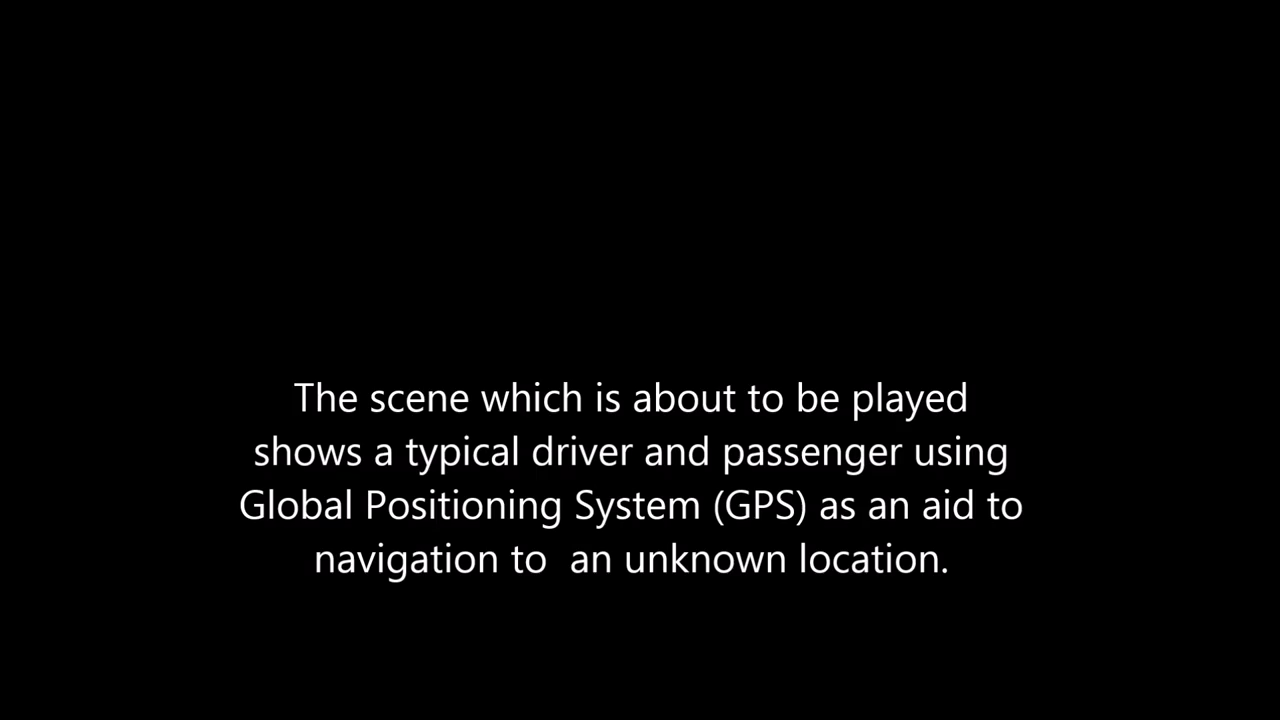 The scene which is about to be played
shows a typical driver and passenger using
Global Positioning System (GPS) as an aid to
navigation to  an unknown location.